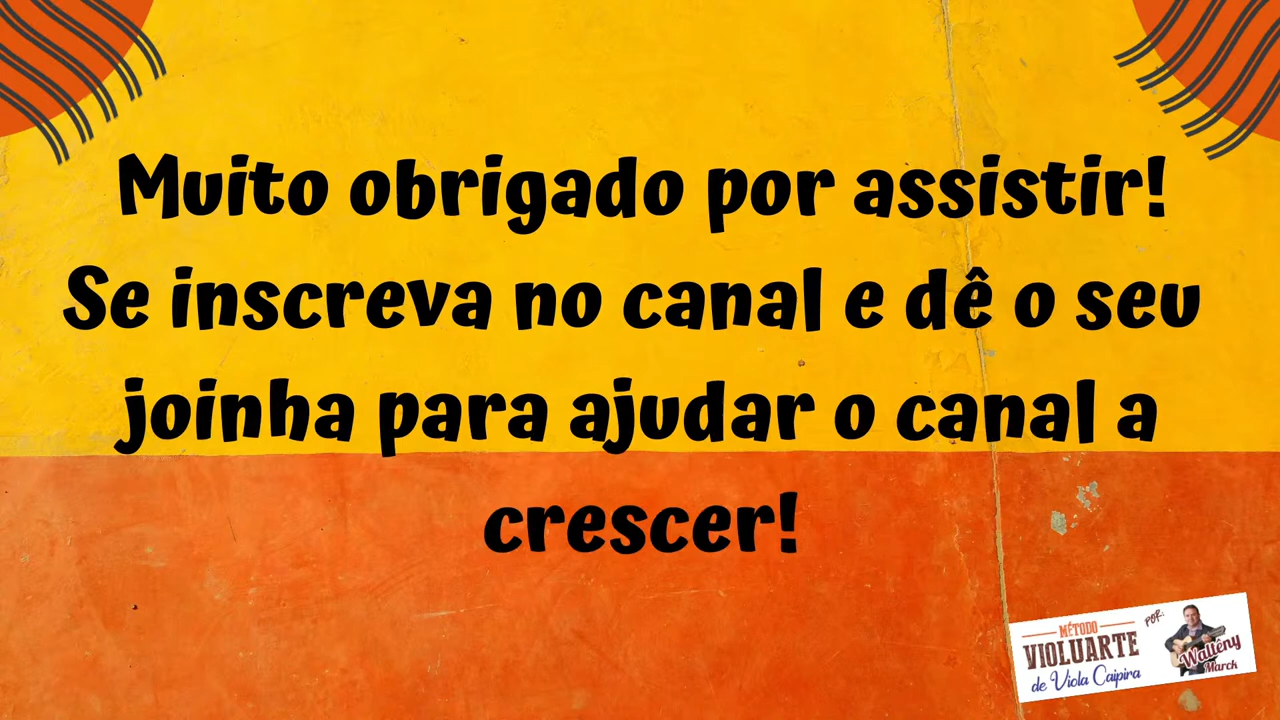 Muito obrigado por assistir!
Se inscreva no canal e dê o seu
joinha para ajudar o canal a
crescer!
MÉTODO
VIOLUARTE
de Viola Caipira
POR:
Wallêny
Marck